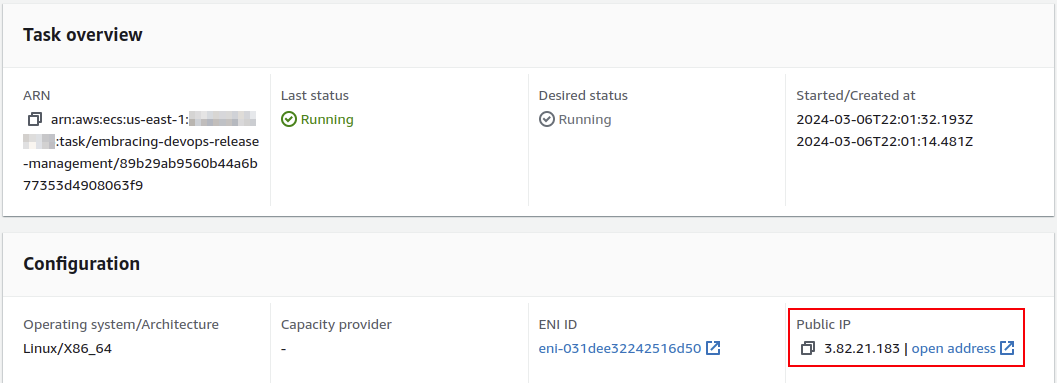 Task overview
ARN
arn:aws:ecs:us-east-1:
:task/embracing-devops-release
-management/89b29ab9560b44a6b
77353d4908063f9
Last status
Running
Desired status
Running
Started/Created at
2024-03-06T22:01:32.193Z
2024-03-06T22:01:14.481Z
Configuration
Operating system/Architecture
Linux/X86_64
Capacity provider
-
ENI ID
eni-031dee32242516d50
Public IP
3.82.21.183 | open address